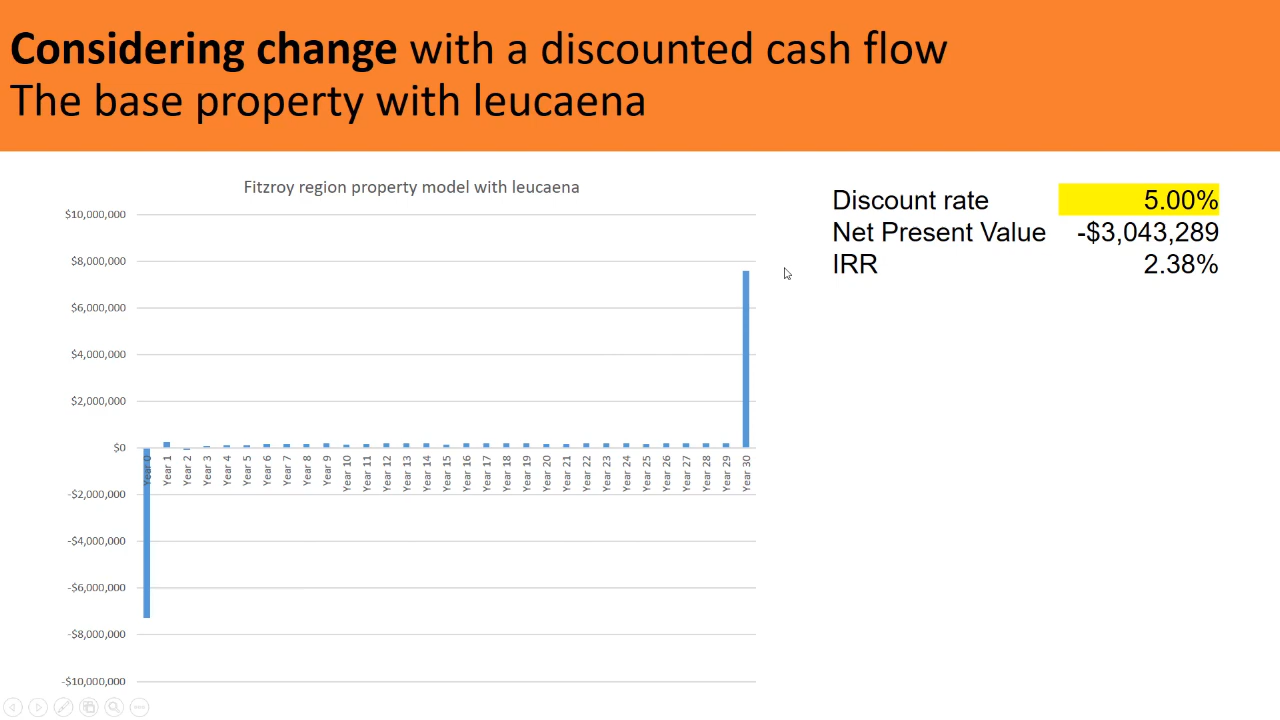 Considering change with a discounted cash flow
The base property with leucaena
Fitzroy region property model with leucaena
$10,000,000
$8,000,000
$6,000,000
$4,000,000
$2,000,000
$0
-$2,000,000
-$4,000,000
-$6,000,000
-$8,000,000
-$10,000,000
Year 0
Year 1
Year 2
Year 3
Year 4
Year 5
Year 6
Year 7
Year 8
Year 9
Year 10
Year 11
Year 12
Year 13
Year 14
Year 15
Year 16
Year 17
Year 18
Year 19
Year 20
Year 21
Year 22
Year 23
Year 24
Year 25
Year 26
Year 27
Year 28
Year 29
Year 30
Discount rate 5.00%
Net Present Value -$3,043,289
IRR 2.38%